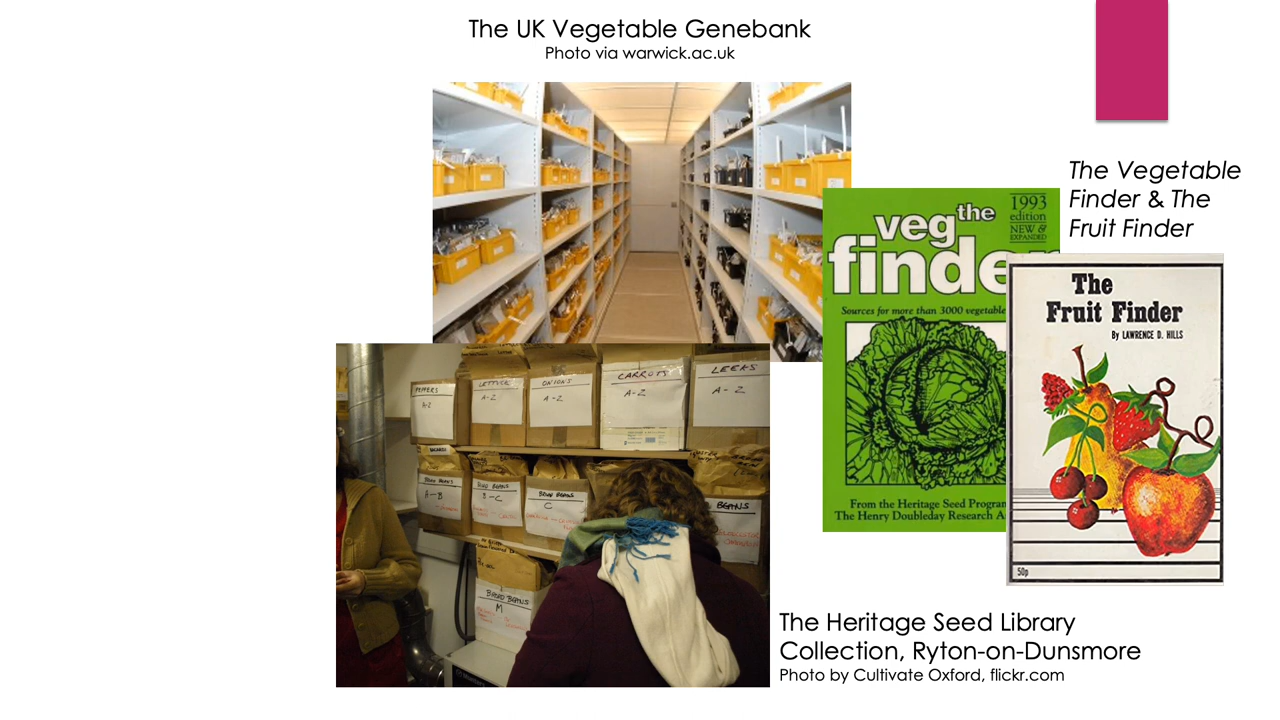 The UK Vegetable Genebank
Photo via warwick.ac.uk
The Vegetable
Finder & The
Fruit Finder
1993
edition
NEW &
EXPANDED
the
veg
finder
Sources for more than 3000 vegetable
From the Heritage Seed Program
The Henry Doubleday Research
The
Fruit Finder
By LAWRENCE D. HILLS
50p
PEPPERS
A-Z
LETTUCE
A-Z
ONIONS
A-Z
CARROTS
A-Z
LEEKS
A-Z
BROAD BEANS
A-B
BROAD BEANS
B-C
BROAD BEANS
C
BEANS
BROAD BEANS
M
The Heritage Seed Library
Collection, Ryton-on-Dunsmore
Photo by Cultivate Oxford, flickr.com